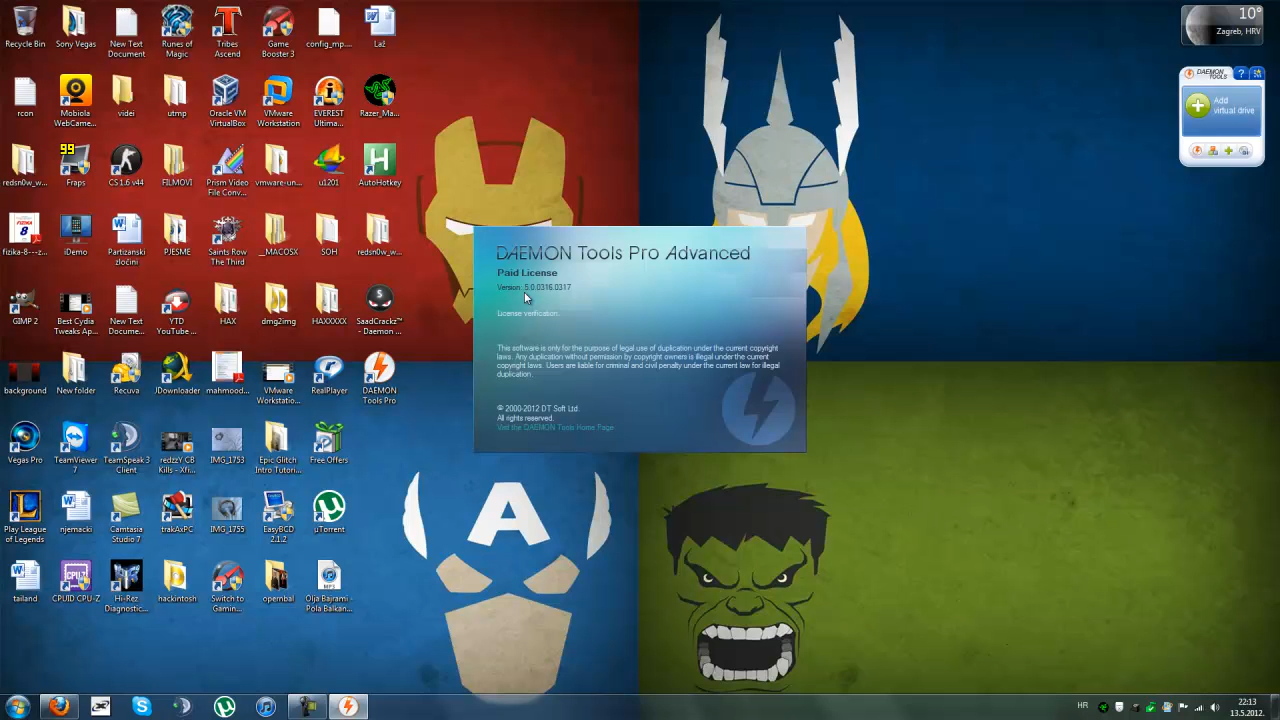 Recycle Bin
Sony Vegas
New Text
Document
Runes of
Magic
Tribes
Ascend
Game
Booster 3
config_mp....
Laž
rcon
Mobiola
WebCame...
videi
utmp
Oracle VM
VirtualBox
VMware
Workstation
EVEREST
Ultima...
Razer_Ma...
redsn0w_w...
99
Fraps
CS 1.6 v44
FILMOVI
Prism Video
File Conv...
vmware-un...
u1201
H
AutoHotkey
FIZIKA
8
fizika-8---z...
iDemo
Partizanski
zločini
PJESME
Saints Row
The Third
__MACOSX
SOH
redsn0w_w...
GIMP 2
Best Cydia
Tweaks Ap...
New Text
Docume...
YTD
YouTube ...
HAX
dmg2img
HAXXXXX
SaadCrackz™
- Daemon ...
background
New folder
Recuva
JDownloader
mahmood...
VMware
Workstatio...
RealPlayer
DAEMON
Tools Pro
Vegas Pro
TeamViewer
7
TeamSpeak 3
Client
redzzY CB
Kills - Xfi...
IMG_1753
Epic Glitch
Intro Tutori...
Free Offers
Play League
of Legends
njemacki
Camtasia
Studio 7
trakAxPC
IMG_1755
EasyBCD
2.1.2
uTorrent
tailand
CPUID CPU-Z
Hi-Rez
Diagnostic...
hackintosh
Switch to
Gamin...
opernbal
MP3
Olja Bajrami -
Pola Balkan...
DAEMON Tools Pro Advanced
Paid License
Version: 5.0.0316.0317
License verification.
This software is only for the purpose of legal use of duplication under the current copyright
laws. Any duplication without permission by copyright owners is illegal under the current
copyright laws. Users are liable for criminal and civil penalty under the current law for illegal
duplication.
© 2000-2012 DT Soft Ltd.
All rights reserved.
Visit the DAEMON Tools Home Page
A
10°
Zagreb, HRV
DAEMON
TOOLS
?
Add
virtual drive
HR
22:13
13.5.2012.